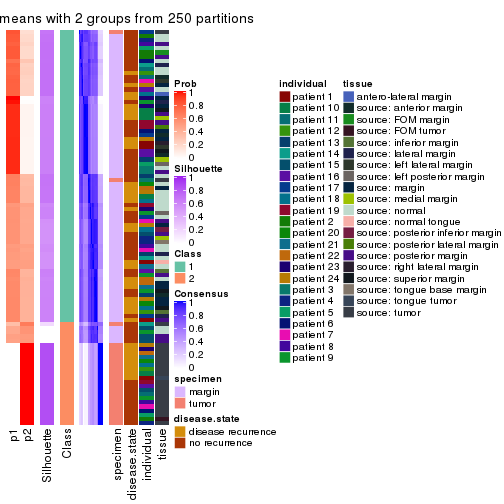 means with 2 groups from 250 partitions
Prob
1
0.8
0.6
0.4
0.2
0
Silhouette
1
0.8
0.6
0.4
0.2
0
Class
1
2
Consensus
1
0.8
0.6
0.4
0.2
0
specimen
margin
tumor
disease.state
disease recurrence
no recurrence
individual
patient 1
patient 10
patient 11
patient 12
patient 13
patient 14
patient 15
patient 16
patient 17
patient 18
patient 19
patient 2
patient 20
patient 21
patient 22
patient 23
patient 24
patient 3
patient 4
patient 5
patient 6
patient 7
patient 8
patient 9
tissue
antero-lateral margin
source: anterior margin
source: FOM margin
source: FOM tumor
source: inferior margin
source: lateral margin
source: left lateral margin
source: left posterior margin
source: margin
source: medial margin
source: normal
source: normal tongue
source: posterior inferior margin
source: posterior lateral margin
source: posterior margin
source: right lateral margin
source: superior margin
source: tongue base margin
source: tongue tumor
source: tumor
p1
p2
Silhouette
Class
specimen
disease.state
individual
tissue